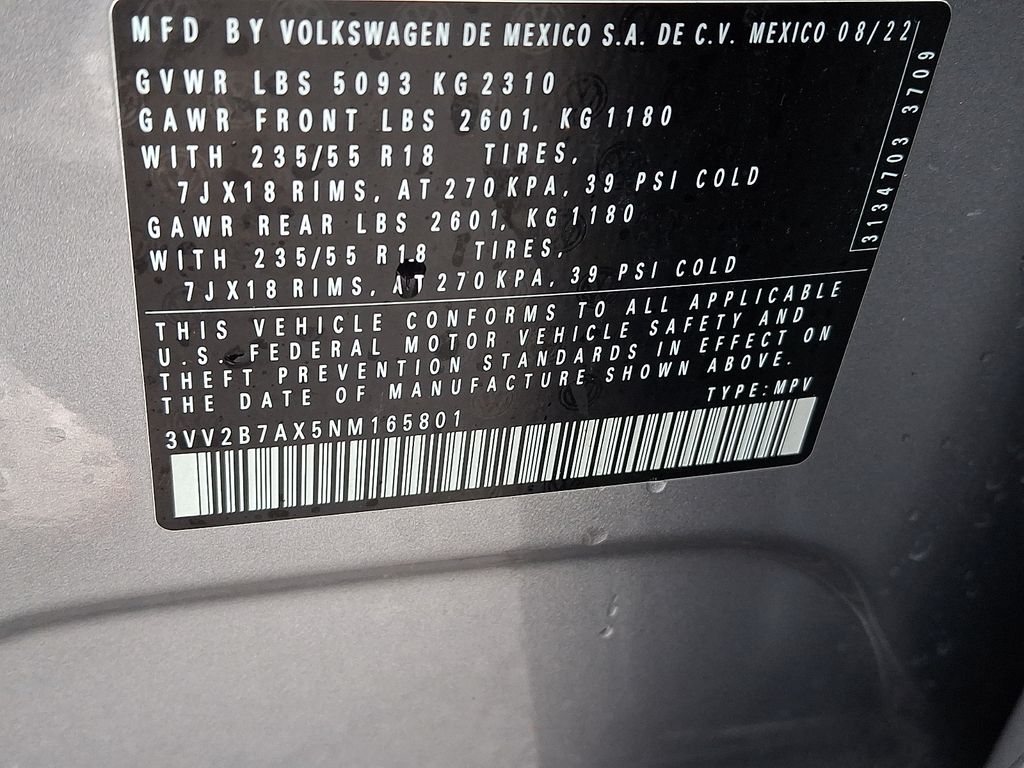 MFD BY VOLKSWAGEN DE MEXICO S.A. DE C.V. MEXICO 08/22
GVWR LBS 5093 KG 2310
GAWR FRONT LBS 2601, KG 1180
WITH 235/55 R18 TIRES,
7JX18 RIMS, AT 270 KPA, 39 PSI COLD
GAWR REAR LBS 2601, KG 1180
WITH 235/55 R18 TIRES,
7JX18 RIMS, AT 270 KPA, 39 PSI COLD
3134703 3709
THIS VEHICLE CONFORMS TO ALL APPLICABLE
U.S. FEDERAL MOTOR VEHICLE SAFETY AND
THEFT PREVENTION STANDARDS IN EFFECT ON
THE DATE OF MANUFACTURE SHOWN ABOVE.
TYPE: MPV
3VV2B7AX5NM165801